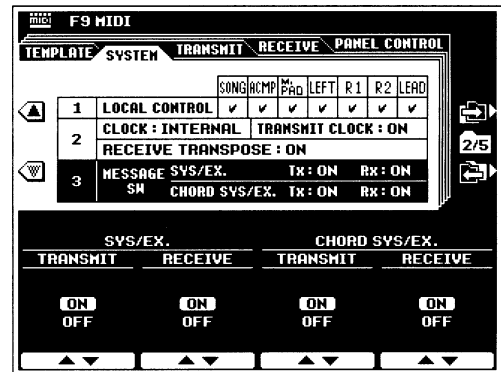 MIDI F9 MIDI
TEMPLATE SYSTEM TRANSMIT RECEIVE PANEL CONTROL
SONG ACMP M.PAD LEFT R1 R2 LEAD
1 LOCAL CONTROL ✔ ✔ ✔ ✔ ✔ ✔ ✔
2 CLOCK : INTERNAL TRANSMIT CLOCK : ON
RECEIVE TRANSPOSE : ON
2/5
3 MESSAGE SW SYS/EX. Tx : ON Rx : ON
CHORD SYS/EX. Tx : ON Rx : ON
SYS/EX. CHORD SYS/EX.
TRANSMIT RECEIVE TRANSMIT RECEIVE
ON ON ON ON
OFF OFF OFF OFF